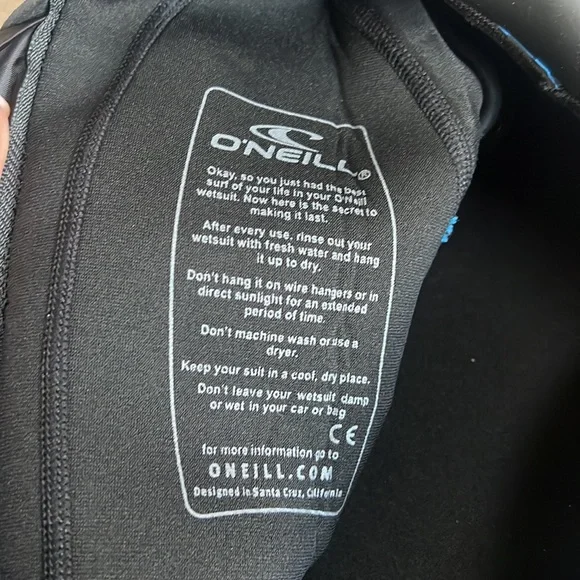 O'NEILL®
Okay, so you just had the best
surf of your life in your O'Neill
wetsuit. Now here is the secret to
making it last.
After every use, rinse out your
wetsuit with fresh water and hang
it up to dry.
Don't hang it on wire hangers or in
direct sunlight for an extended
period of time.
Don't machine wash or use a
dryer.
Keep your suit in a cool, dry place.
Don't leave your wetsuit damp
or wet in your car or bag
CE
for more information go to
ONEILL.COM
Designed in Santa Cruz, California